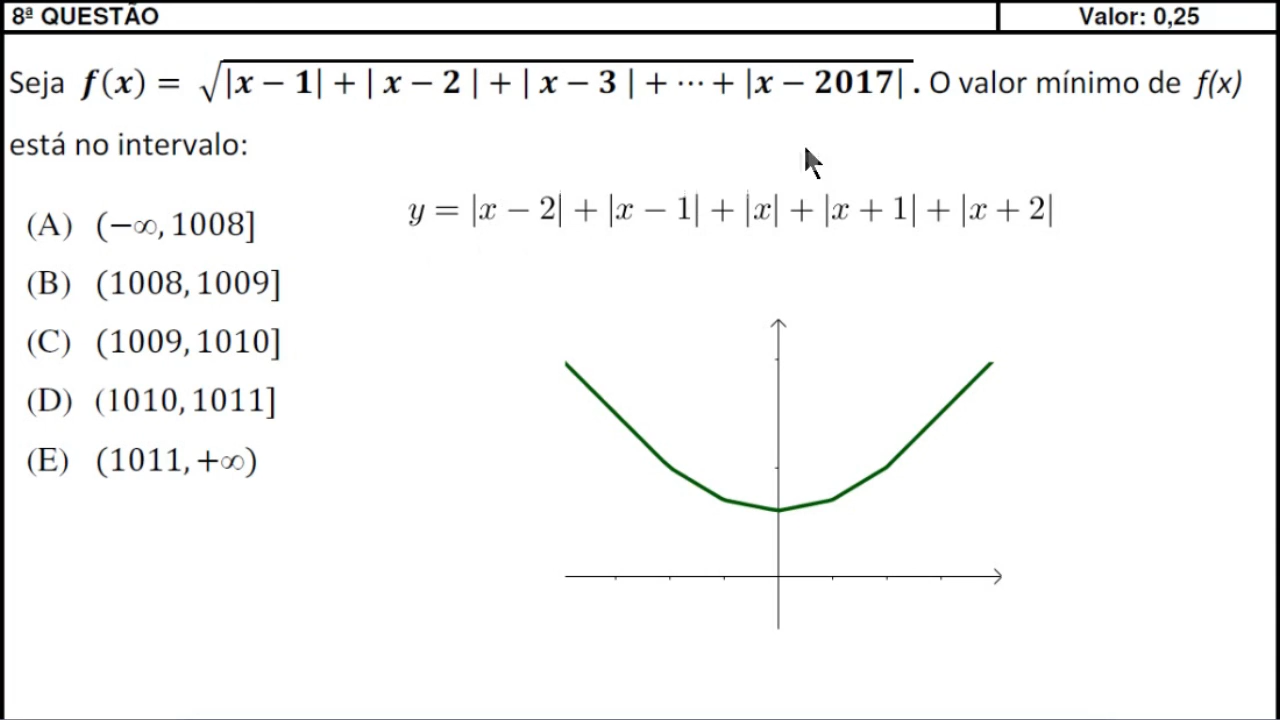 8ª QUESTÃO Valor: 0,25
Seja f(x) = √|x − 1| + | x − 2 | + | x − 3 | + ⋯ + |x − 2017| . O valor mínimo de f(x)
está no intervalo:
y = |x − 2| + |x − 1| + |x| + |x + 1| + |x + 2|
(A) (−∞, 1008]
(B) (1008, 1009]
(C) (1009, 1010]
(D) (1010, 1011]
(E) (1011, +∞)